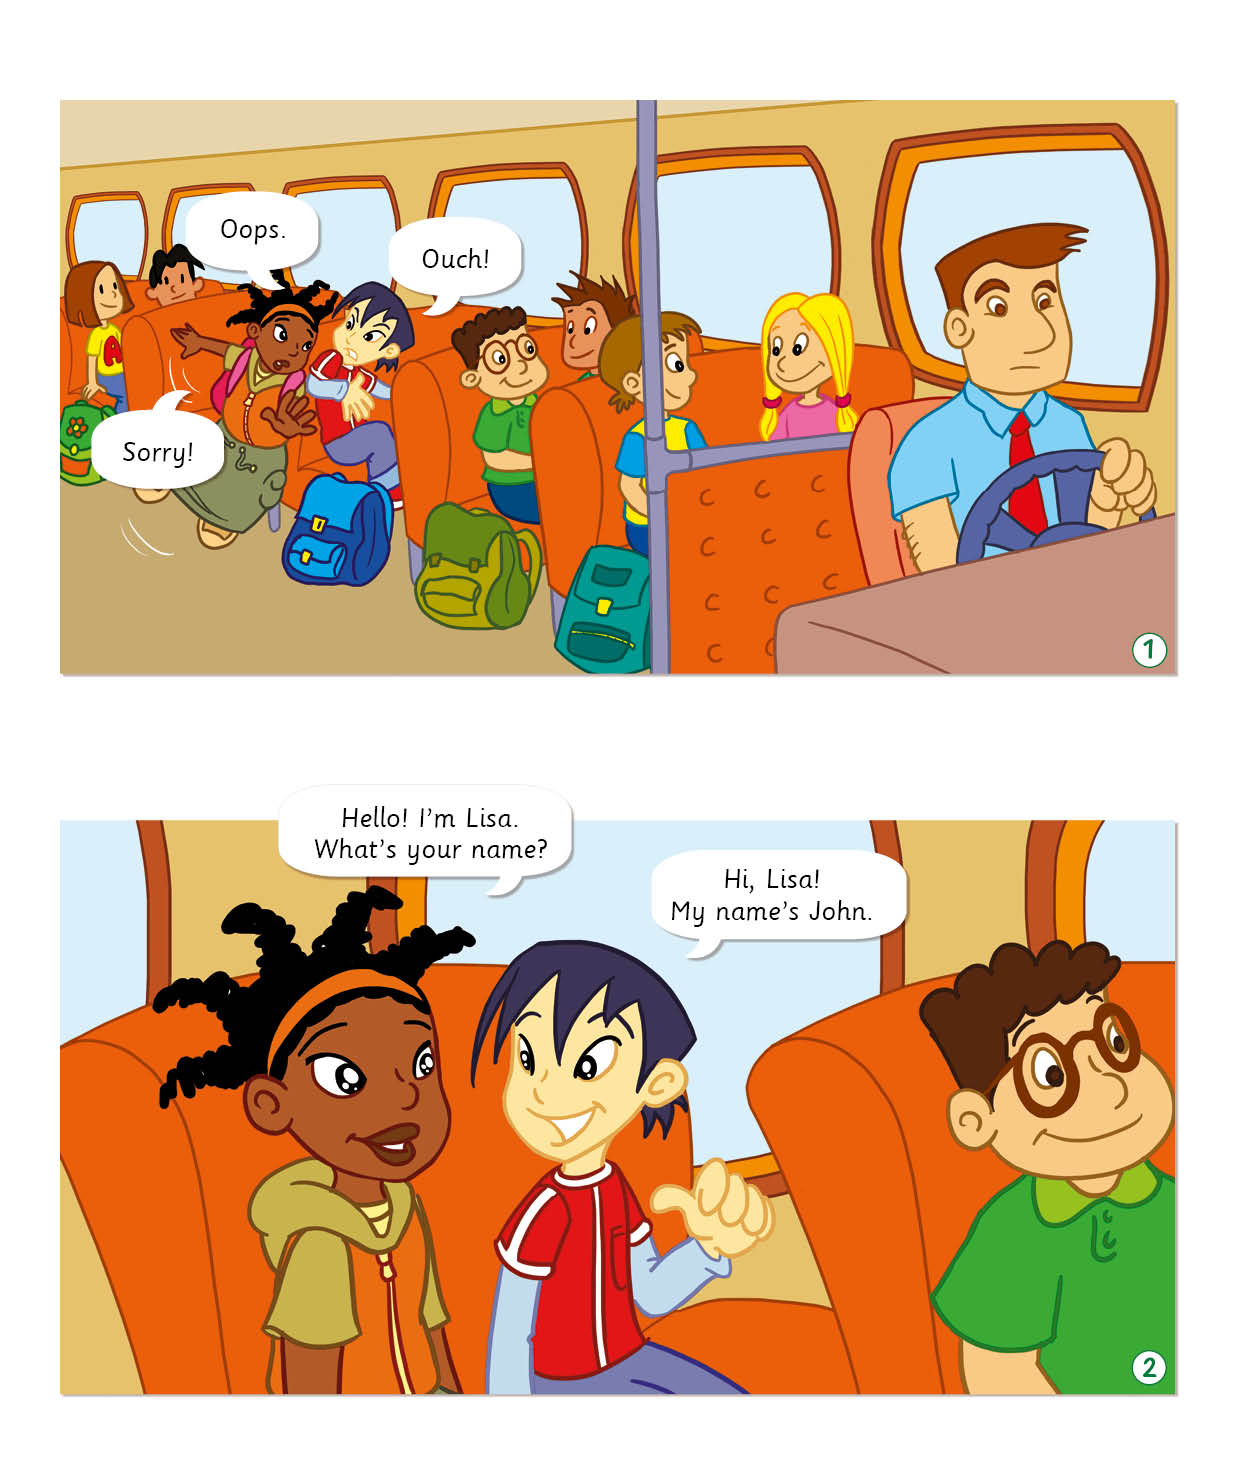 Oops.
Ouch!
A
Sorry!
1
Hello! I'm Lisa.
What's your name?
Hi, Lisa!
My name's John.
2